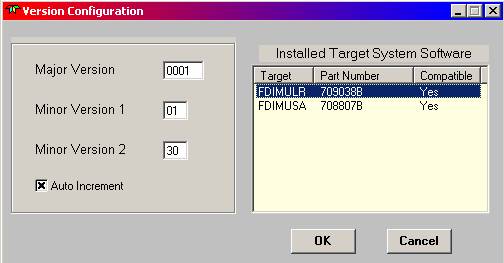 Version Configuration
Major Version 0001
Minor Version 1 01
Minor Version 2 30
Auto Increment
Installed Target System Software
Target Part Number Compatible
FDIMULR 709038B Yes
FDIMUSA 708807B Yes
OK Cancel